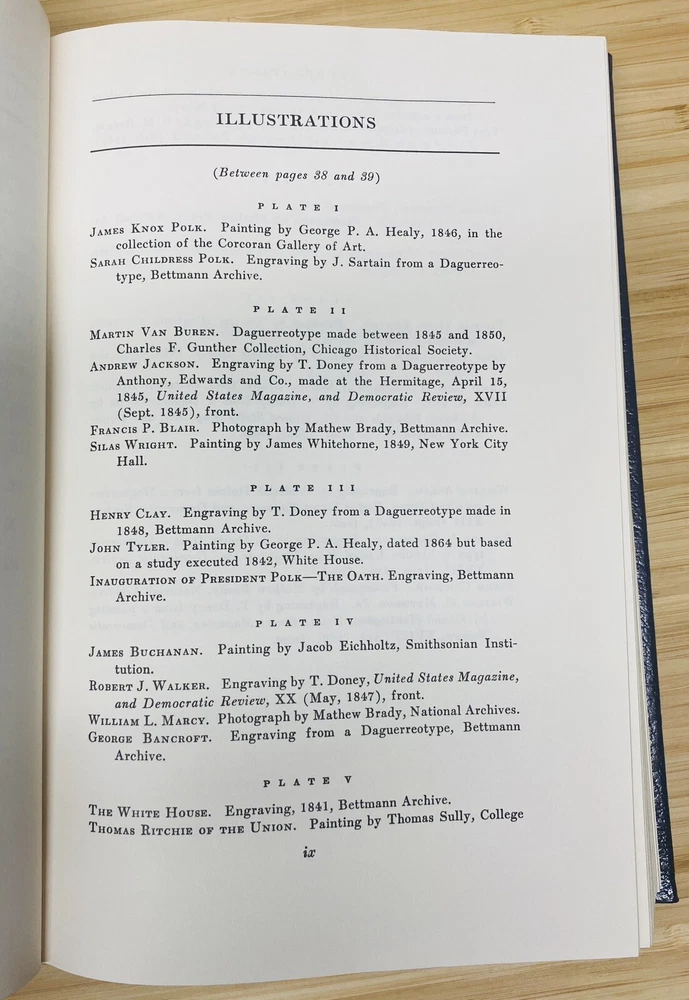 ILLUSTRATIONS
(Between pages 38 and 39)
PLATE I
JAMES KNOX POLK. Painting by George P. A. Healy, 1846, in the
collection of the Corcoran Gallery of Art.
SARAH CHILDRESS POLK. Engraving by J. Sartain from a Daguerreo-
type, Bettmann Archive.
PLATE II
MARTIN VAN BUREN. Daguerreotype made between 1845 and 1850,
Charles F. Gunther Collection, Chicago Historical Society.
ANDREW JACKSON. Engraving by T. Doney from a Daguerreotype by
Anthony, Edwards and Co., made at the Hermitage, April 15,
1845, United States Magazine, and Democratic Review, XVII
(Sept. 1845), front.
FRANCIS P. BLAIR. Photograph by Mathew Brady, Bettmann Archive.
SILAS WRIGHT. Painting by James Whitehorne, 1849, New York City
Hall.
PLATE III
HENRY CLAY. Engraving by T. Doney from a Daguerreotype made in
1848, Bettmann Archive.
JOHN TYLER. Painting by George P. A. Healy, dated 1864 but based
on a study executed 1842, White House.
INAUGURATION OF PRESIDENT POLK—THE OATH. Engraving, Bettmann
Archive.
PLATE IV
JAMES BUCHANAN. Painting by Jacob Eichholtz, Smithsonian Insti-
tution.
ROBERT J. WALKER. Engraving by T. Doney, United States Magazine,
and Democratic Review, XX (May, 1847), front.
WILLIAM L. MARCY. Photograph by Mathew Brady, National Archives.
GEORGE BANCROFT. Engraving from a Daguerreotype, Bettmann
Archive.
PLATE V
THE WHITE HOUSE. Engraving, 1841, Bettmann Archive.
THOMAS RITCHIE OF THE UNION. Painting by Thomas Sully, College
ix